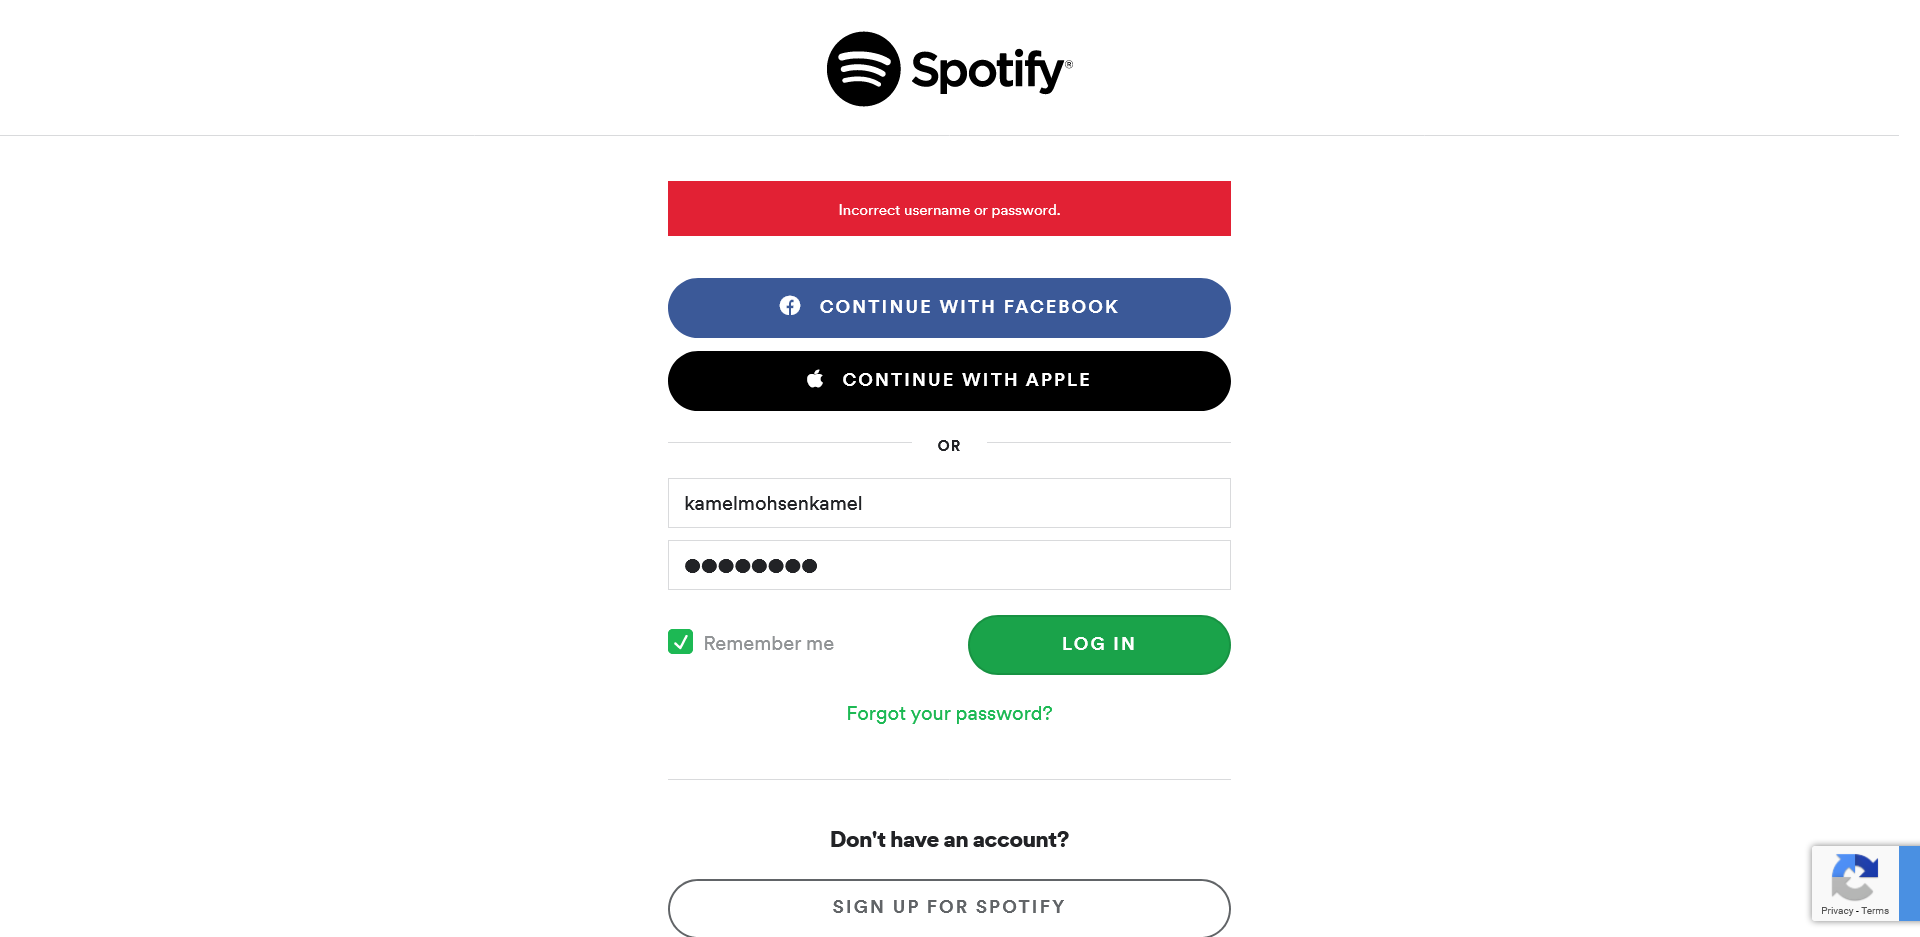 Spotify®
Incorrect username or password.
CONTINUE WITH FACEBOOK
CONTINUE WITH APPLE
OR
kamelmohsenkamel
●●●●●●●●
Remember me
LOG IN
Forgot your password?
Don't have an account?
SIGN UP FOR SPOTIFY
Privacy - Terms